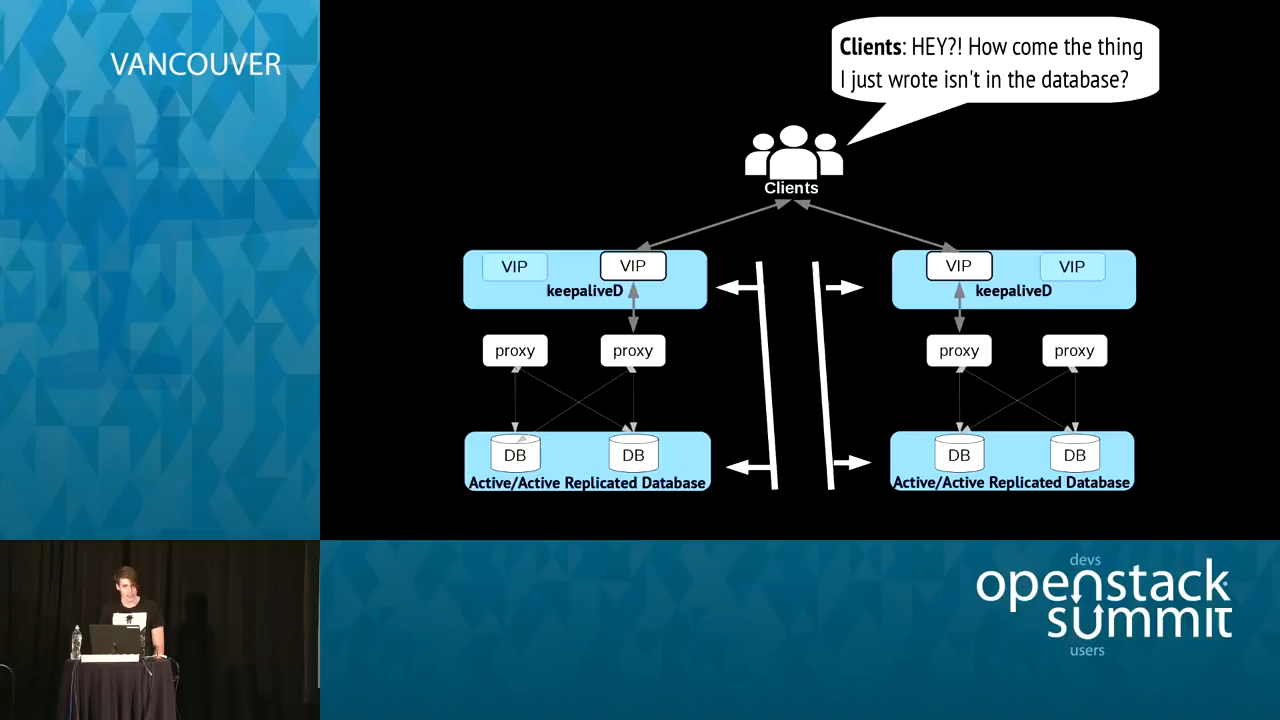 VANCOUVER
Clients: HEY?! How come the thing
I just wrote isn't in the database?
Clients
VIP VIP
keepaliveD
VIP VIP
keepaliveD
proxy proxy
proxy proxy
DB DB
Active/Active Replicated Database
DB DB
Active/Active Replicated Database
devs
openstack
summit
users